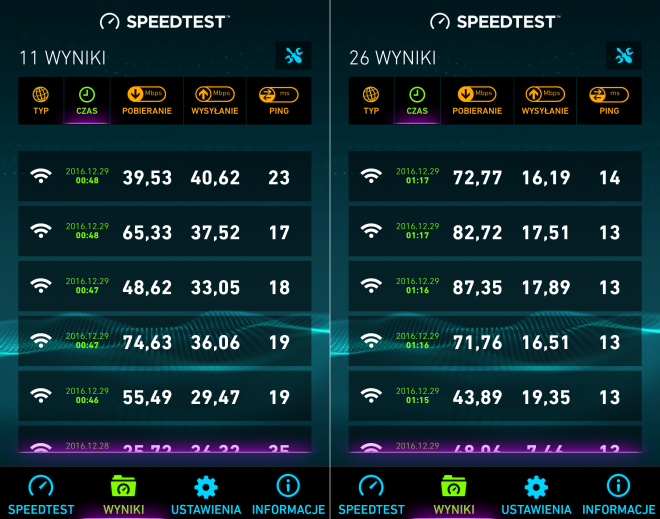 SPEEDTEST™
11 WYNIKI
TYP CZAS Mbps POBIERANIE Mbps WYSYŁANIE ms PING
2016.12.29 00:48 39,53 40,62 23
2016.12.29 00:48 65,33 37,52 17
2016.12.29 00:47 48,62 33,05 18
2016.12.29 00:47 74,63 36,06 19
2016.12.29 00:46 55,49 29,47 19
2016.12.28
SPEEDTEST WYNIKI USTAWIENIA INFORMACJE
SPEEDTEST™
26 WYNIKI
TYP CZAS Mbps POBIERANIE Mbps WYSYŁANIE ms PING
2016.12.29 01:17 72,77 16,19 14
2016.12.29 01:17 82,72 17,51 13
2016.12.29 01:16 87,35 17,89 13
2016.12.29 01:16 71,76 16,51 13
2016.12.29 01:15 43,89 19,35 13
2016.12.29
SPEEDTEST WYNIKI USTAWIENIA INFORMACJE